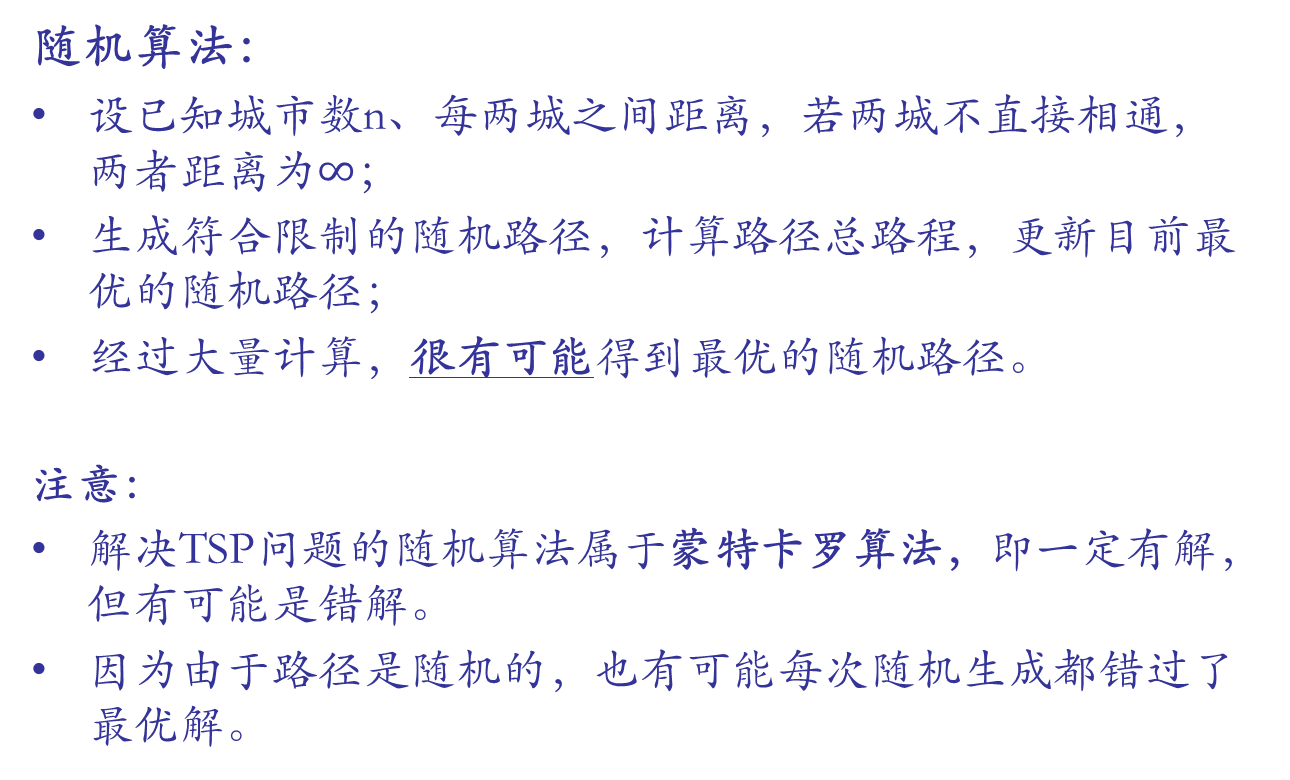 随机算法：
• 设已知城市数n、每两城之间距离，若两城不直接相通，
两者距离为∞；
• 生成符合限制的随机路径，计算路径总路程，更新目前最
优的随机路径；
• 经过大量计算，很有可能得到最优的随机路径。
注意：
• 解决TSP问题的随机算法属于蒙特卡罗算法，即一定有解，
但有可能是错解。
• 因为由于路径是随机的，也有可能每次随机生成都错过了
最优解。